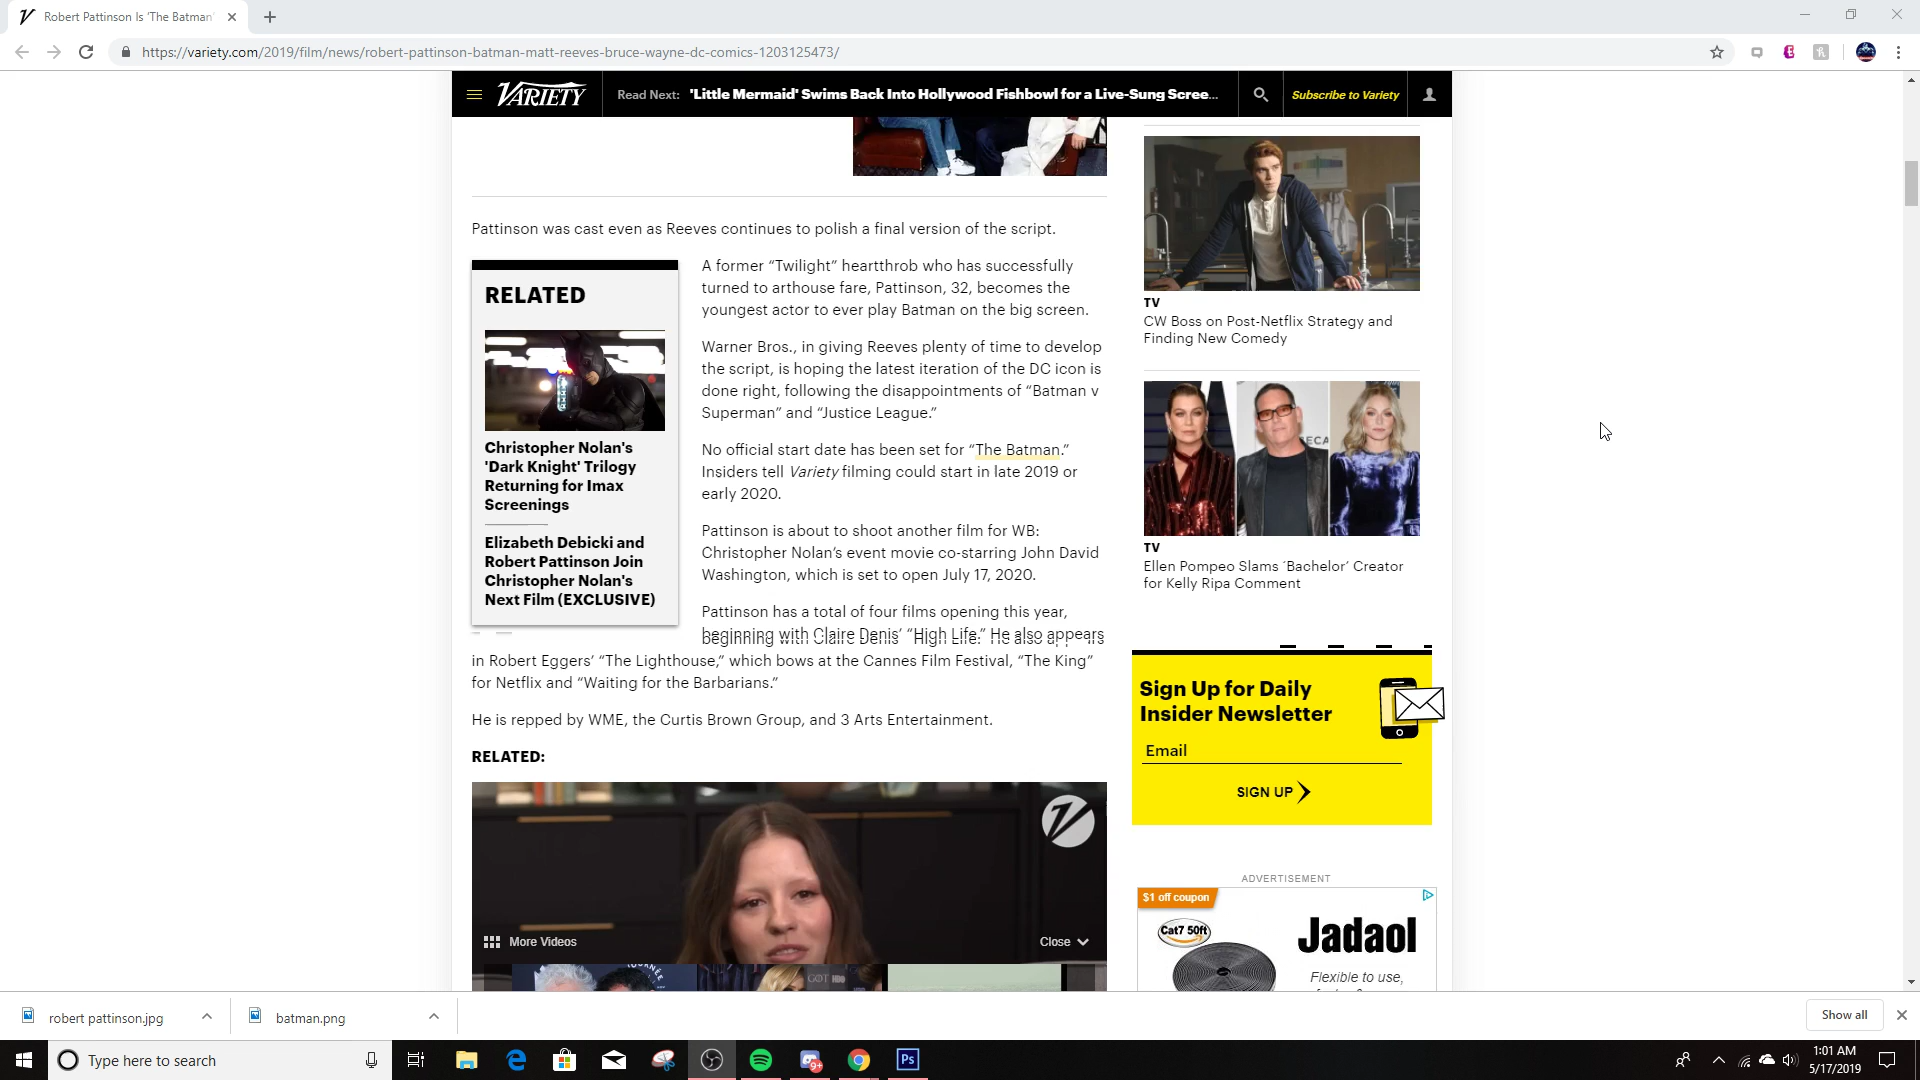 Robert Pattinson Is 'The Batman'
https://variety.com/2019/film/news/robert-pattinson-batman-matt-reeves-bruce-wayne-dc-comics-1203125473/
VARIETY
Read Next: 'Little Mermaid' Swims Back Into Hollywood Fishbowl for a Live-Sung Scree...
Subscribe to Variety
Pattinson was cast even as Reeves continues to polish a final version of the script.
RELATED
Christopher Nolan's
'Dark Knight' Trilogy
Returning for Imax
Screenings
Elizabeth Debicki and
Robert Pattinson Join
Christopher Nolan's
Next Film (EXCLUSIVE)
A former “Twilight” heartthrob who has successfully
turned to arthouse fare, Pattinson, 32, becomes the
youngest actor to ever play Batman on the big screen.
Warner Bros., in giving Reeves plenty of time to develop
the script, is hoping the latest iteration of the DC icon is
done right, following the disappointments of “Batman v
Superman” and “Justice League.”
No official start date has been set for “The Batman.”
Insiders tell Variety filming could start in late 2019 or
early 2020.
Pattinson is about to shoot another film for WB:
Christopher Nolan’s event movie co-starring John David
Washington, which is set to open July 17, 2020.
Pattinson has a total of four films opening this year,
beginning with Claire Denis’ “High Life.” He also appears
in Robert Eggers’ “The Lighthouse,” which bows at the Cannes Film Festival, “The King”
for Netflix and “Waiting for the Barbarians.”
He is repped by WME, the Curtis Brown Group, and 3 Arts Entertainment.
RELATED:
More Videos
Close
GOT HBO
TV
CW Boss on Post-Netflix Strategy and
Finding New Comedy
TV
Ellen Pompeo Slams ‘Bachelor’ Creator
for Kelly Ripa Comment
Sign Up for Daily
Insider Newsletter
Email
SIGN UP
ADVERTISEMENT
$1 off coupon
Cat7 50ft
Jadaol
Flexible to use,
robert pattinson.jpg
batman.png
Show all
Type here to search
9+
Ps
1:01 AM
5/17/2019